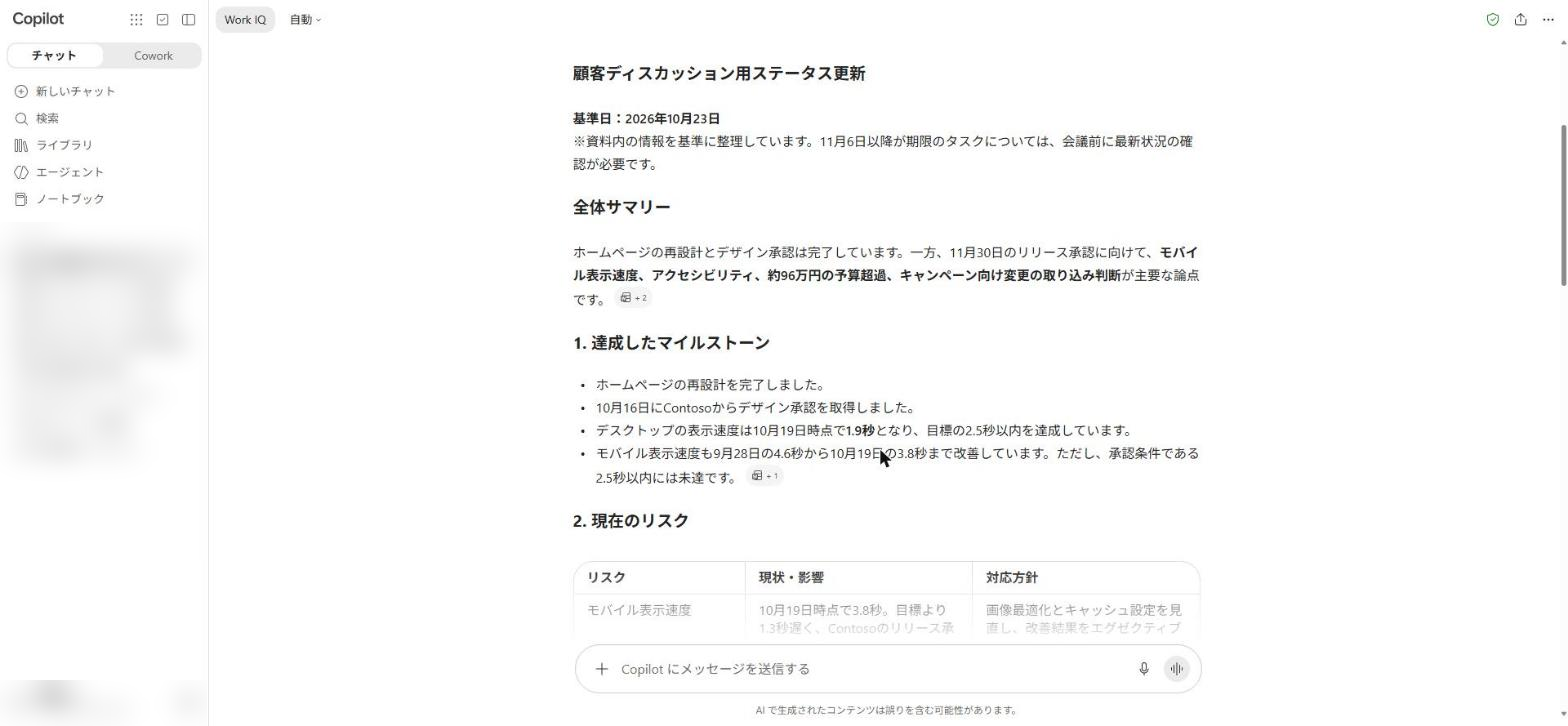 Copilot
Work IQ
自動
チャット
Cowork
新しいチャット
検索
ライブラリ
エージェント
ノートブック
顧客ディスカッション用ステータス更新
基準日：2026年10月23日
※資料内の情報を基準に整理しています。11月6日以降が期限のタスクについては、会議前に最新状況の確
認が必要です。
全体サマリー
ホームページの再設計とデザイン承認は完了しています。一方、11月30日のリリース承認に向けて、モバイ
ル表示速度、アクセシビリティ、約96万円の予算超過、キャンペーン向け変更の取り込み判断が主要な論点
です。 + 2
1. 達成したマイルストーン
• ホームページの再設計を完了しました。
• 10月16日にContosoからデザイン承認を取得しました。
• デスクトップの表示速度は10月19日時点で1.9秒となり、目標の2.5秒以内を達成しています。
• モバイル表示速度も9月28日の4.6秒から10月19日の3.8秒まで改善しています。ただし、承認条件である
2.5秒以内には未達です。 + 1
2. 現在のリスク
リスク 現状・影響 対応方針
モバイル表示速度 10月19日時点で3.8秒。目標より 画像最適化とキャッシュ設定を見
1.3秒遅く、Contosoのリリース承 直し、改善結果をエグゼクティブ
Copilot にメッセージを送信する
AI で生成されたコンテンツは誤りを含む可能性があります。